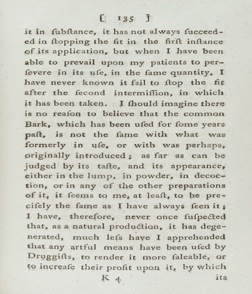 [ 135 ]
it in ſubſtance, it has not always ſucceed-
ed in ſtopping the fit in the firſt inſtance
of its application, but when I have been
able to prevail upon my patients to per-
ſevere in its uſe, in the ſame quantity, I
have never known it fail to ſtop the fit
after the ſecond intermiſſion, in which
it has been taken. I ſhould imagine there
is no reaſon to believe that the common
Bark, which has been uſed for ſome years
paſt, is not the ſame with what was
formerly in uſe, or with was perhaps,
originally introduced; as far as can be
judged by its taſte, and its appearance,
either in the lump, in powder, in decoc-
tion, or in any of the other preparations
of it, it ſeems to me, at leaſt, to be pre-
ciſely the ſame as I have always ſeen it;
I have, therefore, never once ſuſpected
that, as a natural production, it has dege-
nerated, much leſs have I apprehended
that any artful means have been uſed by
Druggiſts, to render it more ſaleable, or
to increaſe their profit upon it, by which
K 4 its